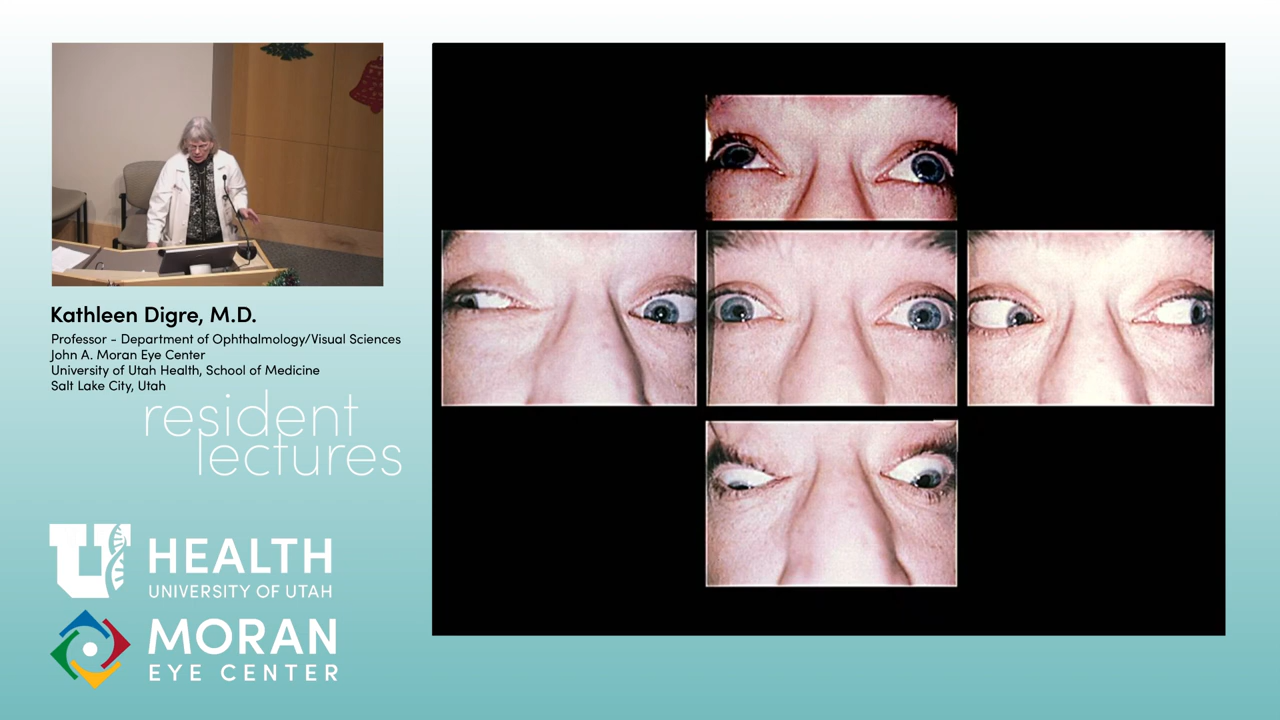 Kathleen Digre, M.D.
Professor - Department of Ophthalmology/Visual Sciences
John A. Moran Eye Center
University of Utah Health, School of Medicine
Salt Lake City, Utah
resident
lectures
U HEALTH
UNIVERSITY OF UTAH
MORAN
EYE CENTER